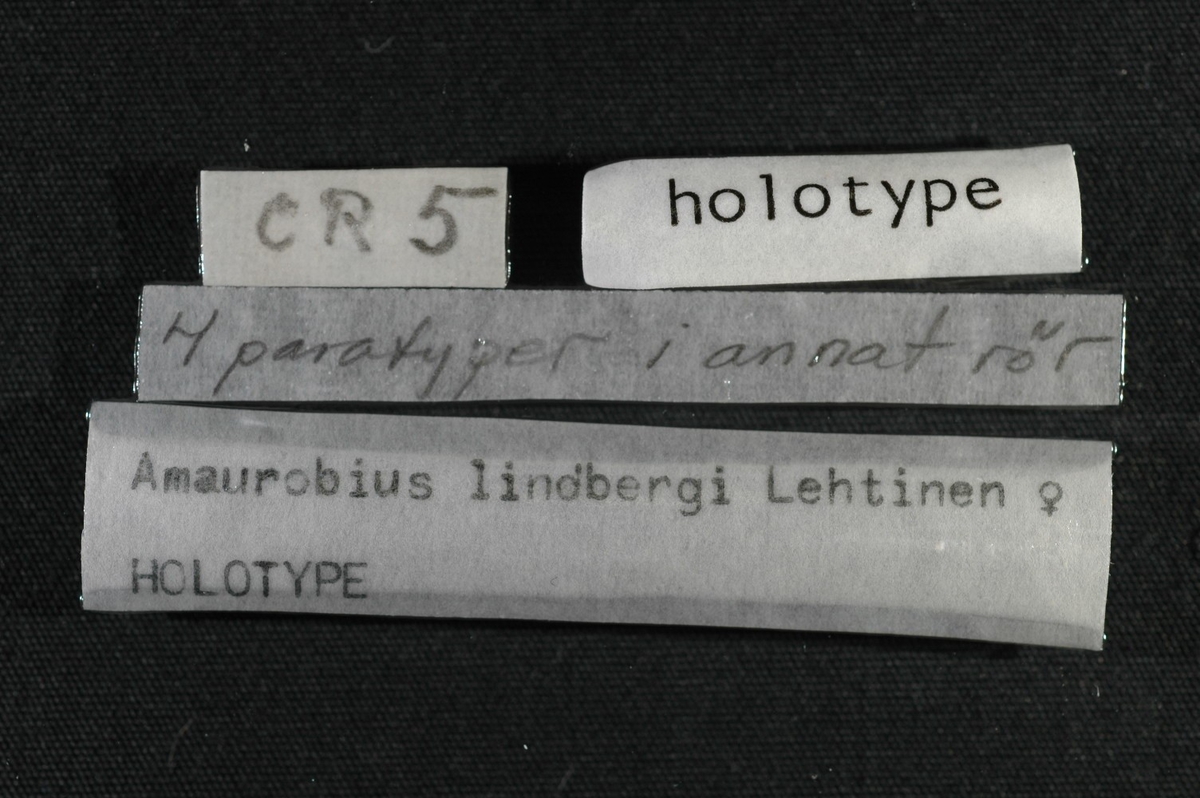 CR 5
holotype
4 paratyper i annat rör
Amaurobius lindbergi Lehtinen ♀
HOLOTYPE